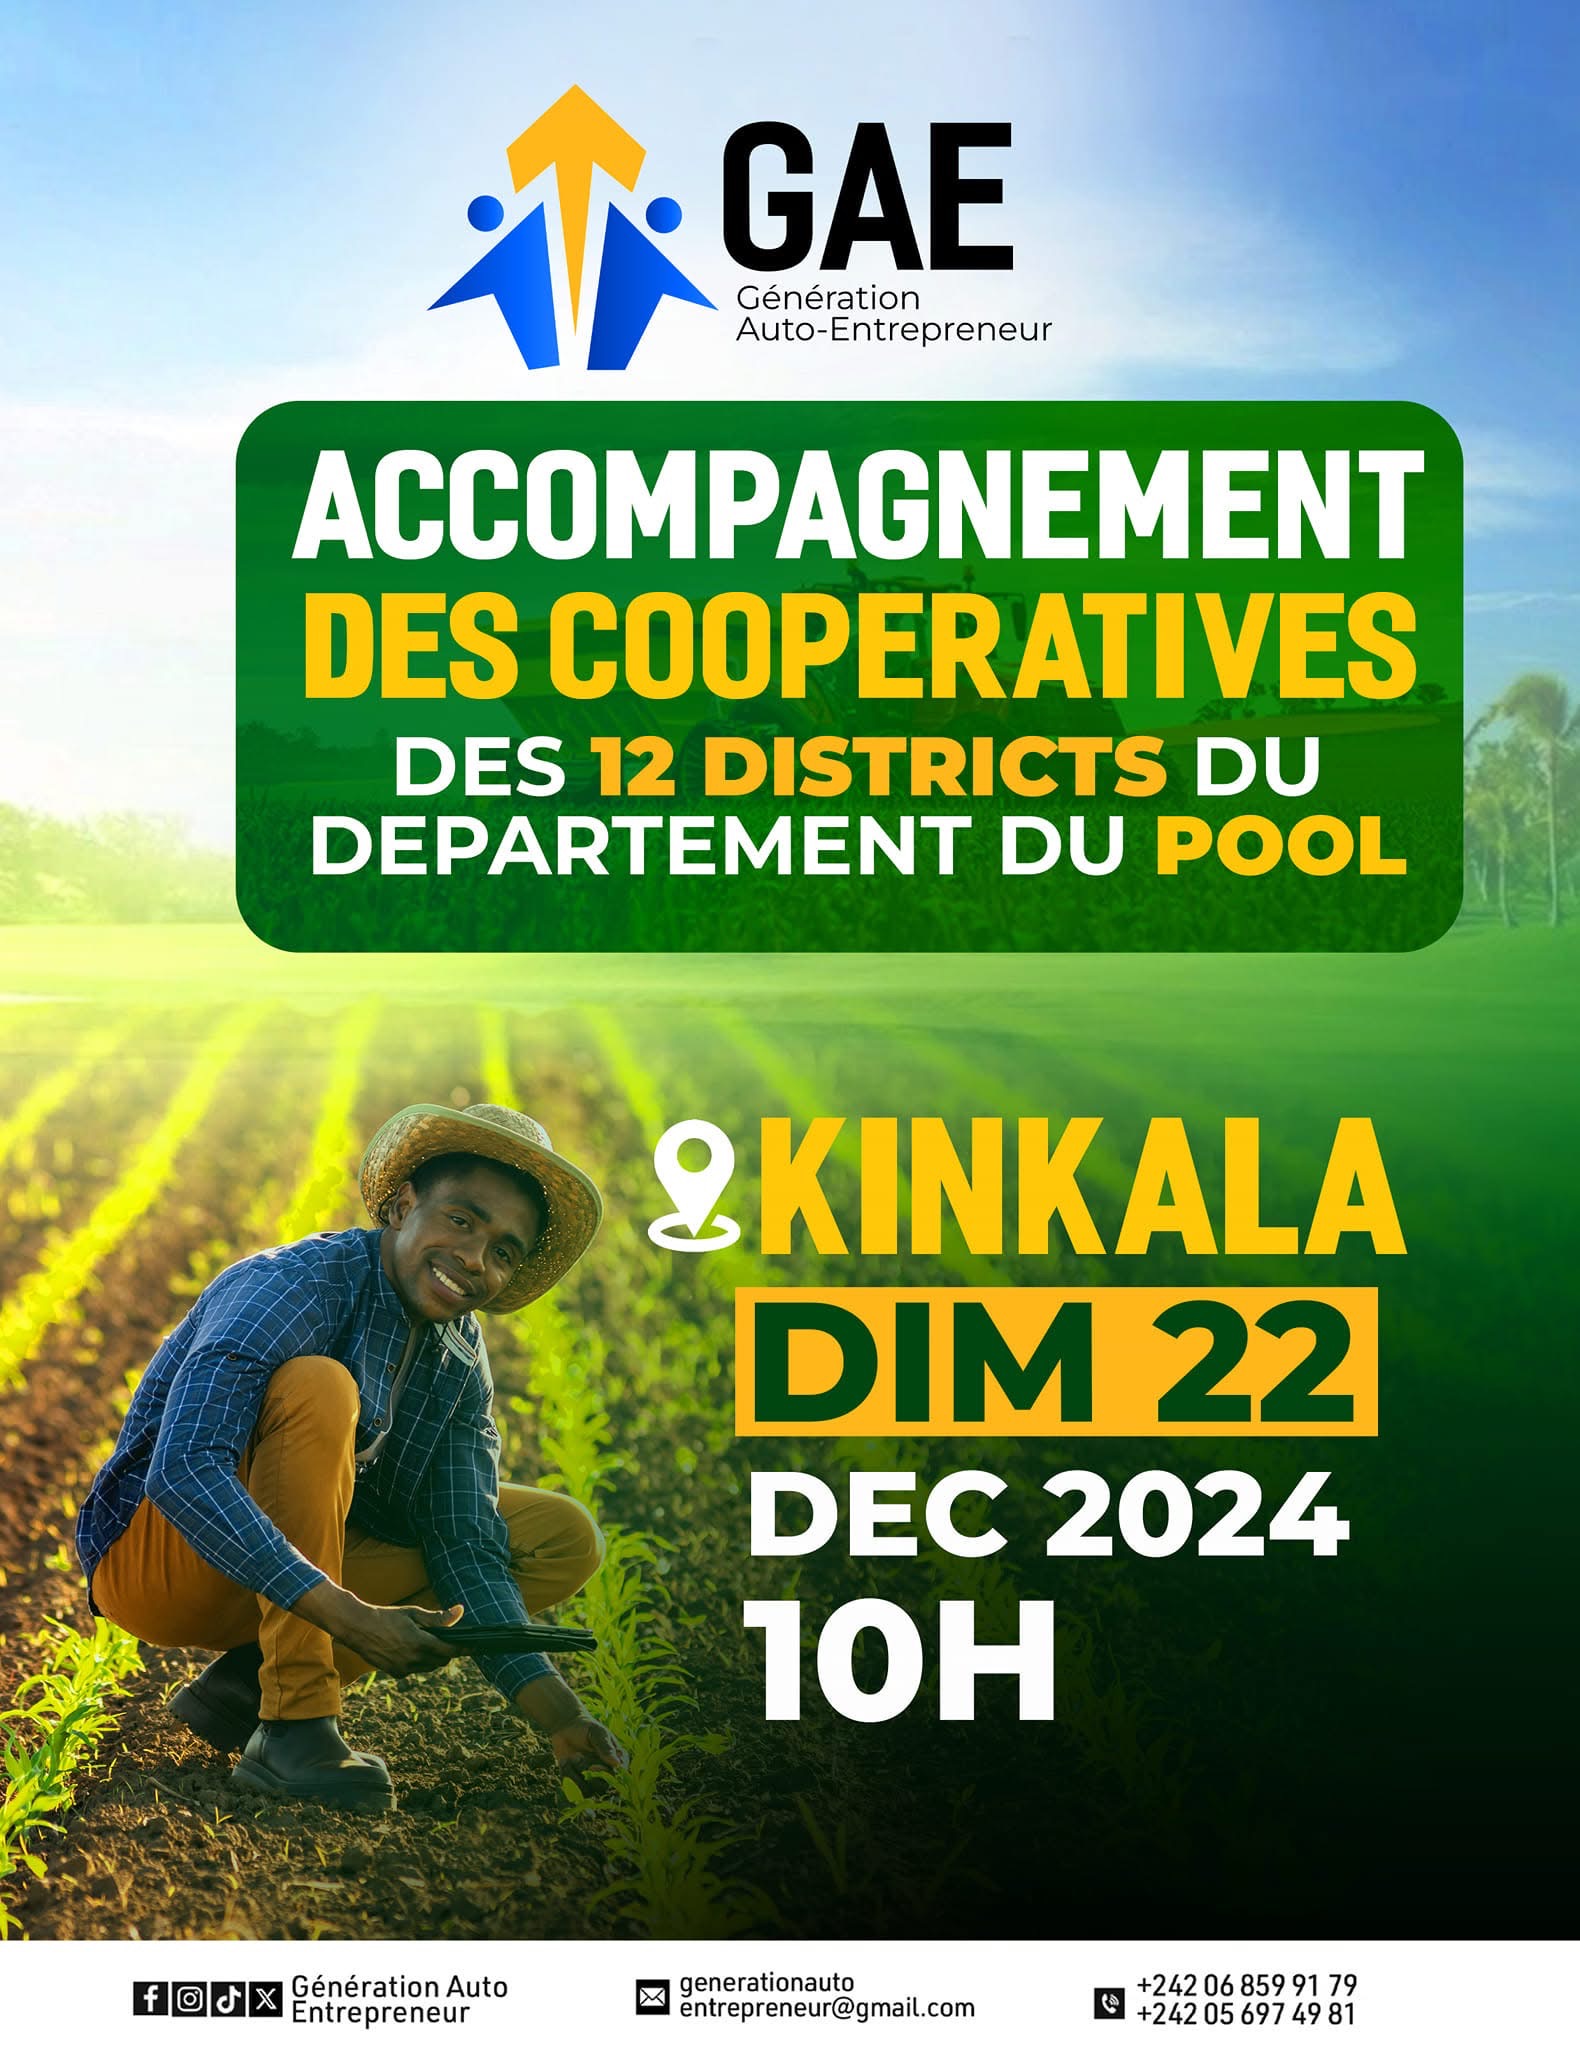 GAE
Génération
Auto-Entrepreneur
ACCOMPAGNEMENT
DES COOPERATIVES
DES 12 DISTRICTS DU
DEPARTEMENT DU POOL
KINKALA
DIM 22
DEC 2024
10H
Génération Auto
Entrepreneur
generationauto
entrepreneur@gmail.com
+242 06 859 91 79
+242 05 697 49 81